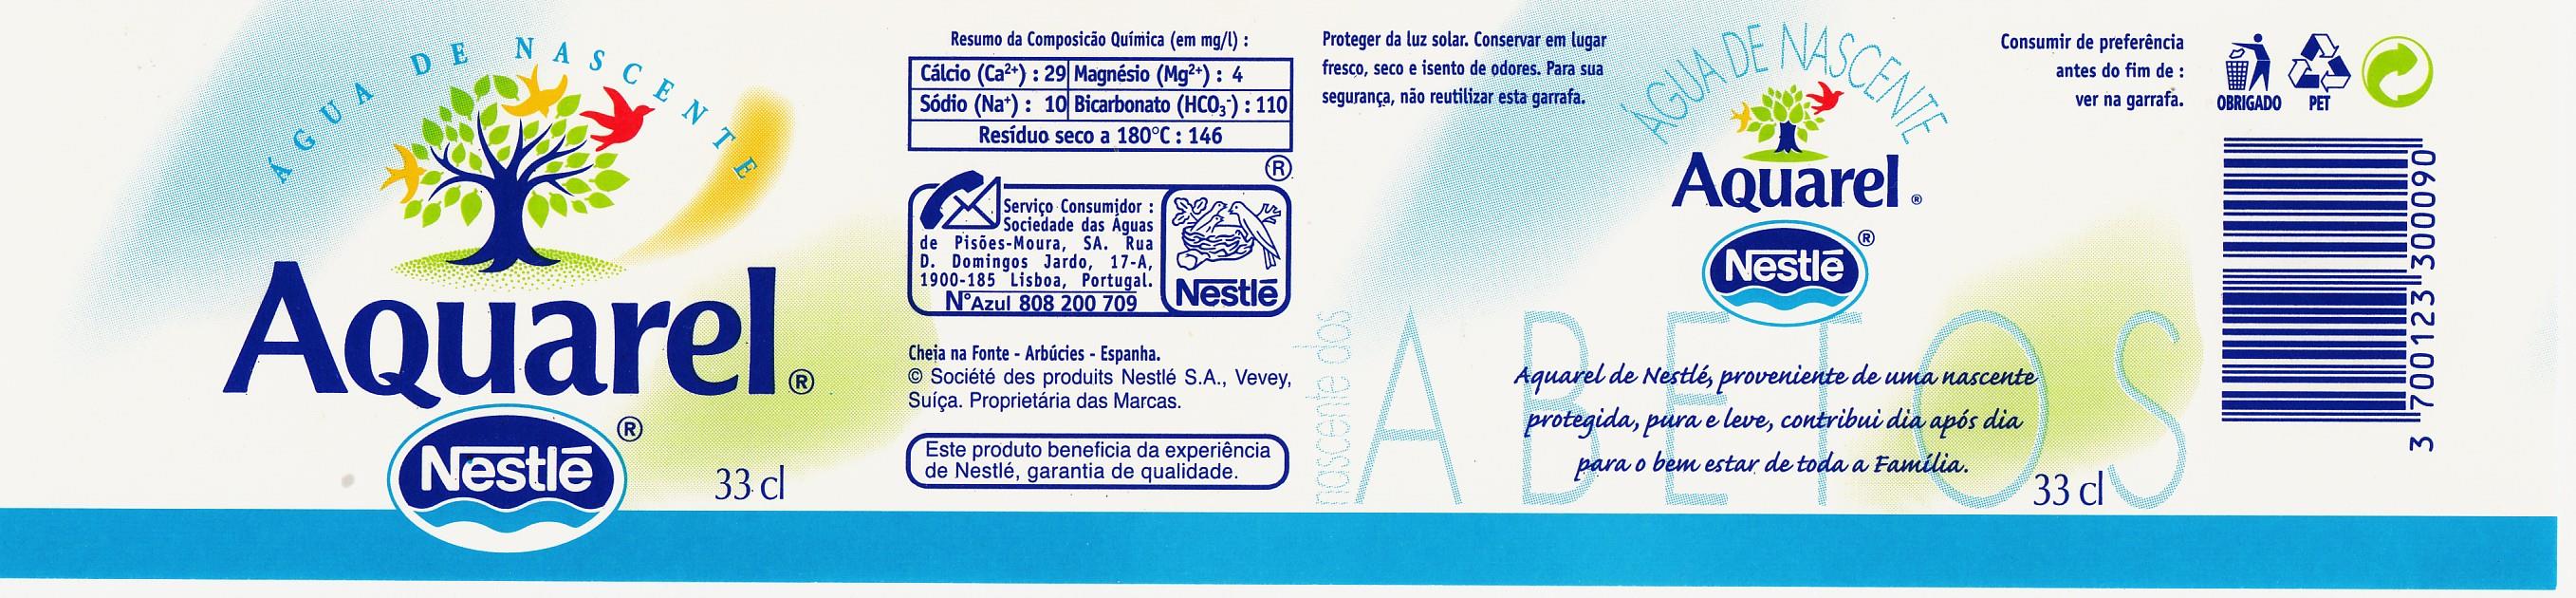 ÁGUA DE NASCENTE
Aquarel®
Nestlé®
33 cl
Resumo da Composicão Química (em mg/l) :
Cálcio (Ca²⁺) : 29 Magnésio (Mg²⁺) : 4
Sódio (Na⁺) : 10 Bicarbonato (HCO₃⁻) : 110
Resíduo seco a 180°C : 146
®
Serviço Consumidor :
Sociedade das Águas
de Pisões-Moura, SA. Rua
D. Domingos Jardo, 17-A,
1900-185 Lisboa, Portugal.
N°Azul 808 200 709
Nestlé
Cheia na Fonte - Arbúcies - Espanha.
© Société des produits Nestlé S.A., Vevey,
Suíça. Proprietária das Marcas.
Este produto beneficia da experiência
de Nestlé, garantia de qualidade.
Proteger da luz solar. Conservar em lugar
fresco, seco e isento de odores. Para sua
segurança, não reutilizar esta garrafa.
ÁGUA DE NASCENTE
Aquarel®
Nestlé®
nascente dos
ABETOS
Aquarel de Nestlé, proveniente de uma nascente
protegida, pura e leve, contribui dia após dia
para o bem estar de toda a Família.
33 cl
Consumir de preferência
antes do fim de :
ver na garrafa.
OBRIGADO
PET
3 700123 300090